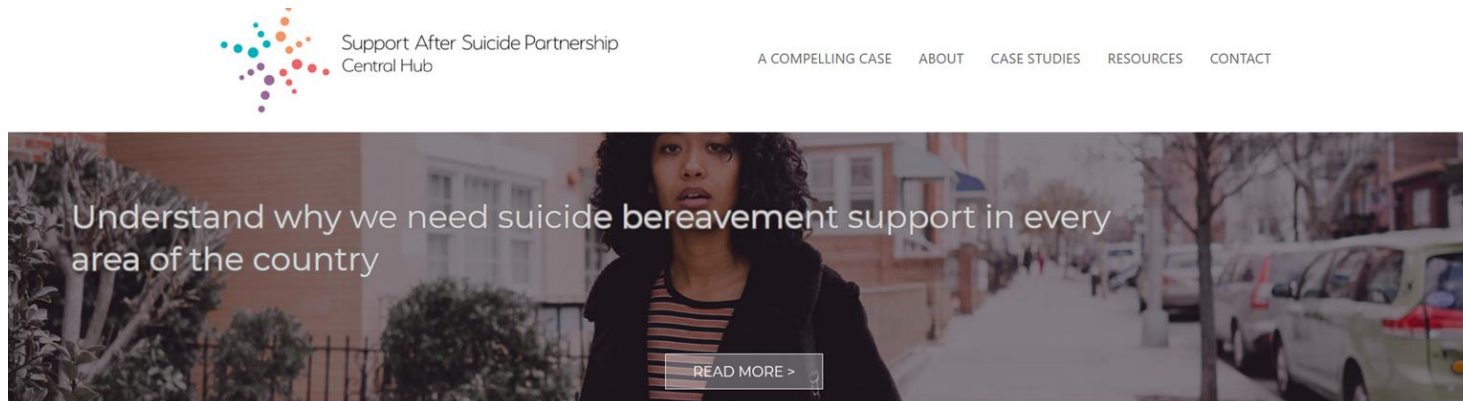 Support After Suicide Partnership
Central Hub
A COMPELLING CASE ABOUT CASE STUDIES RESOURCES CONTACT
Understand why we need suicide bereavement support in every
area of the country
READ MORE >